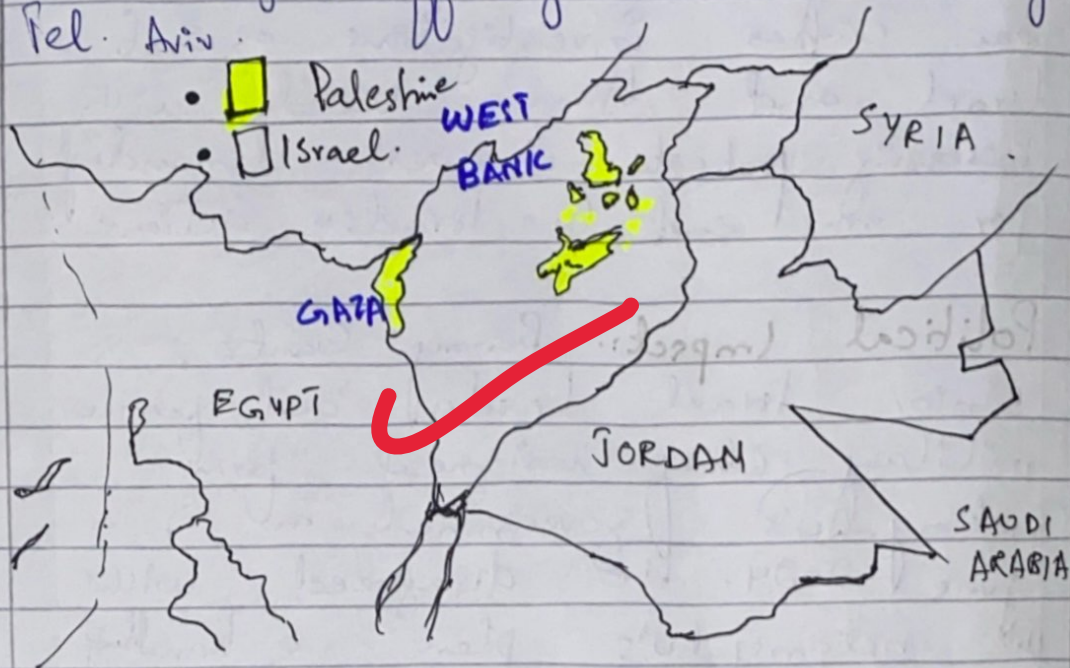 Tel. Aviv.
Palestine
Israel.
WEST
BANK
SYRIA.
GAZA
EGYPT
JORDAN
SAUDI
ARABIA